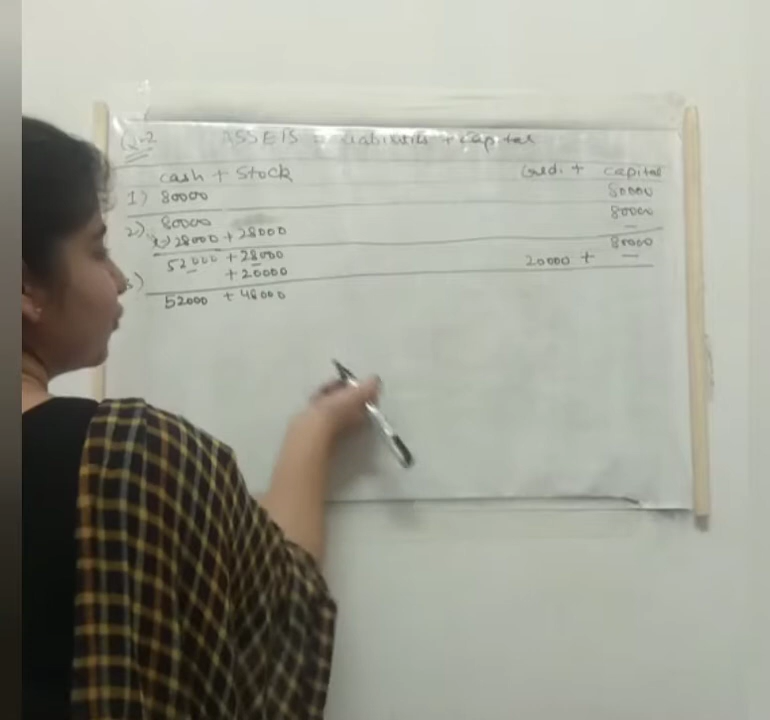 Q-2 ASSETS = Liabilities + Capital
cash + Stock Credi. + capital
1) 80000 80000
2) 80000 80000
(-) 28000 + 28000 —
52000 + 28000 80000
3) + 20000 20000 + —
52000 + 48000